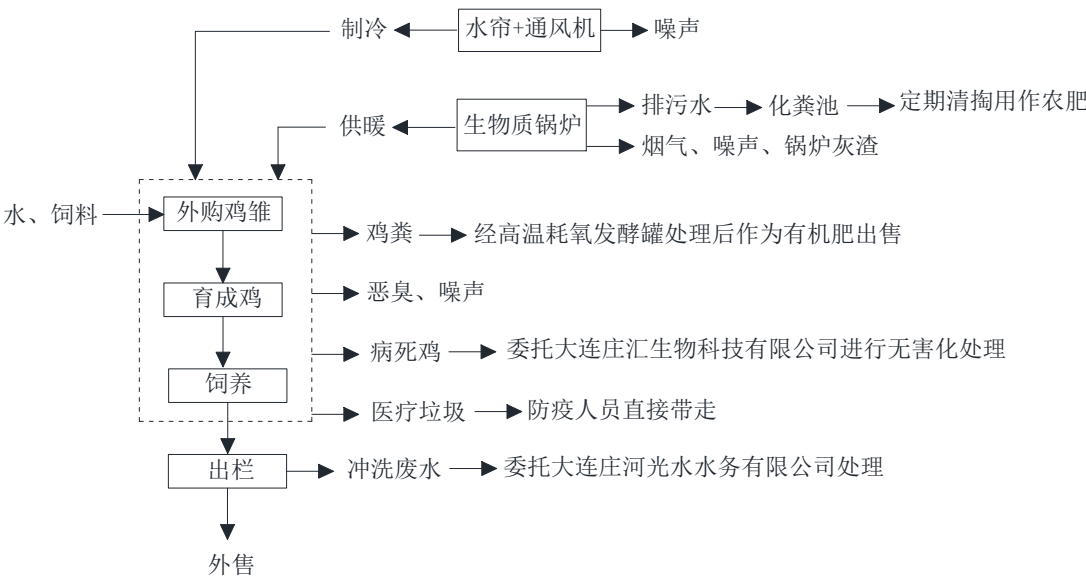 制冷
水帘+通风机
噪声
供暖
生物质锅炉
排污水
化粪池
定期清掏用作农肥
烟气、噪声、锅炉灰渣
水、饲料
外购鸡雏
鸡粪
经高温耗氧发酵罐处理后作为有机肥出售
育成鸡
恶臭、噪声
病死鸡
委托大连庄汇生物科技有限公司进行无害化处理
饲养
医疗垃圾
防疫人员直接带走
出栏
冲洗废水
委托大连庄河光水水务有限公司处理
外售